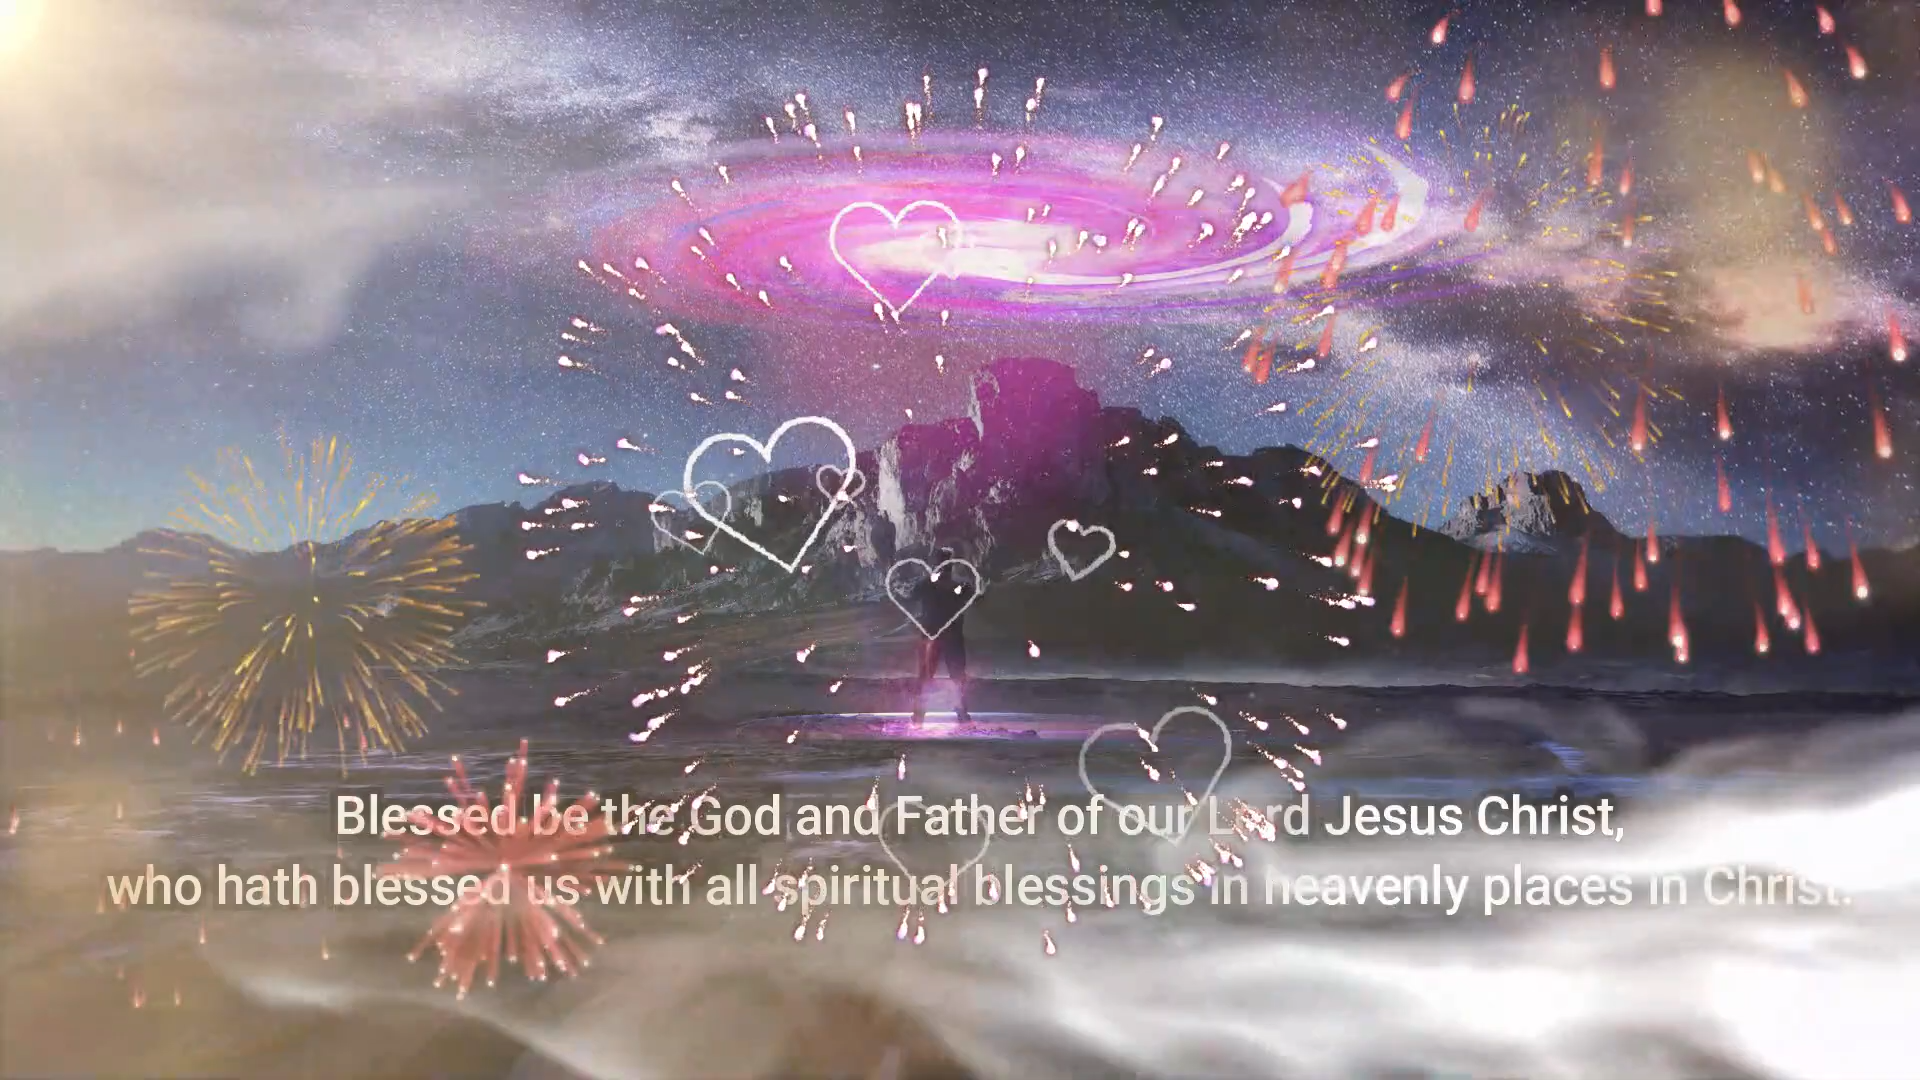 Blessed be the God and Father of our Lord Jesus Christ,
who hath blessed us with all spiritual blessings in heavenly places in Christ.